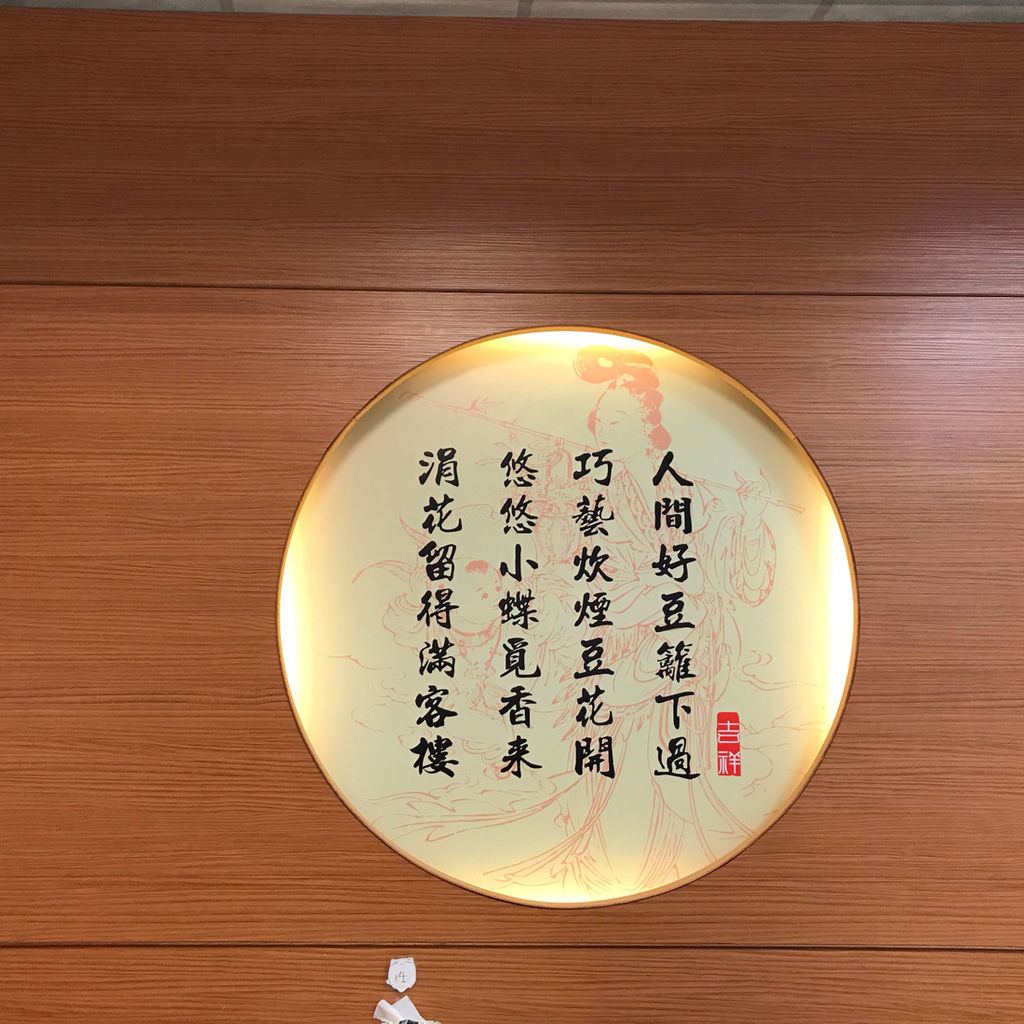 人間好豆籬下過
巧藝炊煙豆花開
悠悠小蝶覓香来
涓花留得滿客樓
吉祥
14